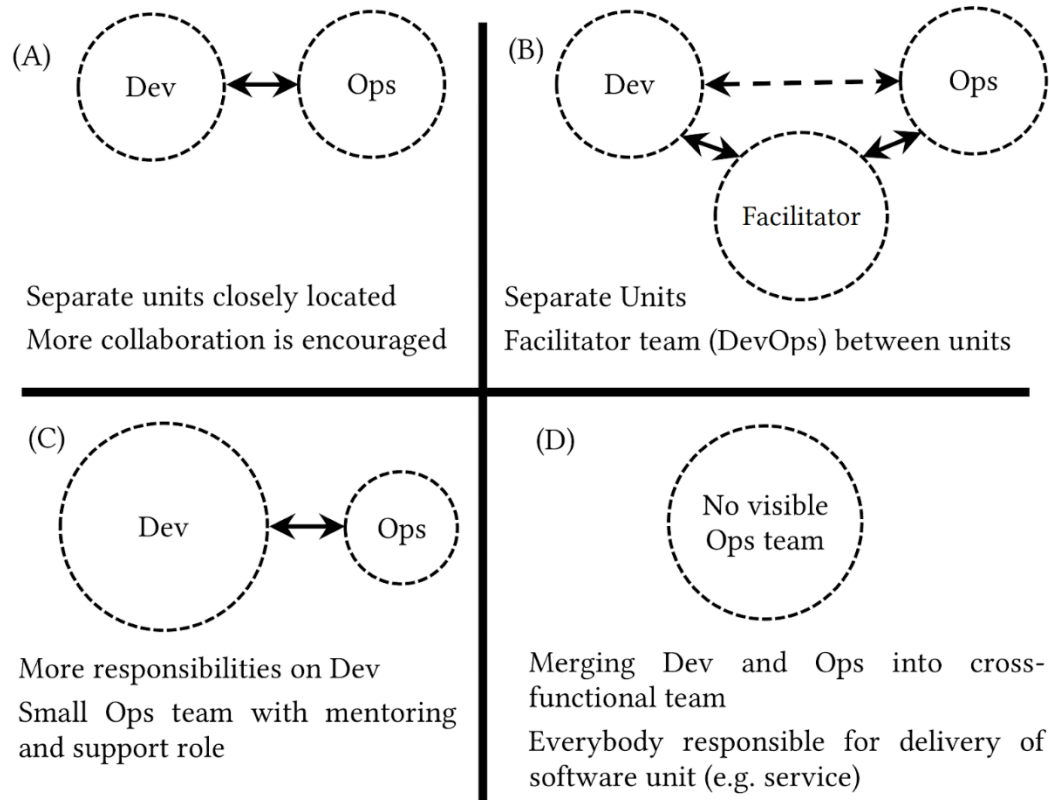 (A)
Dev
Ops
Separate units closely located
More collaboration is encouraged
(B)
Dev
Ops
Facilitator
Separate Units
Facilitator team (DevOps) between units
(C)
Dev
Ops
More responsibilities on Dev
Small Ops team with mentoring
and support role
(D)
No visible
Ops team
Merging Dev and Ops into cross-
functional team
Everybody responsible for delivery of
software unit (e.g. service)